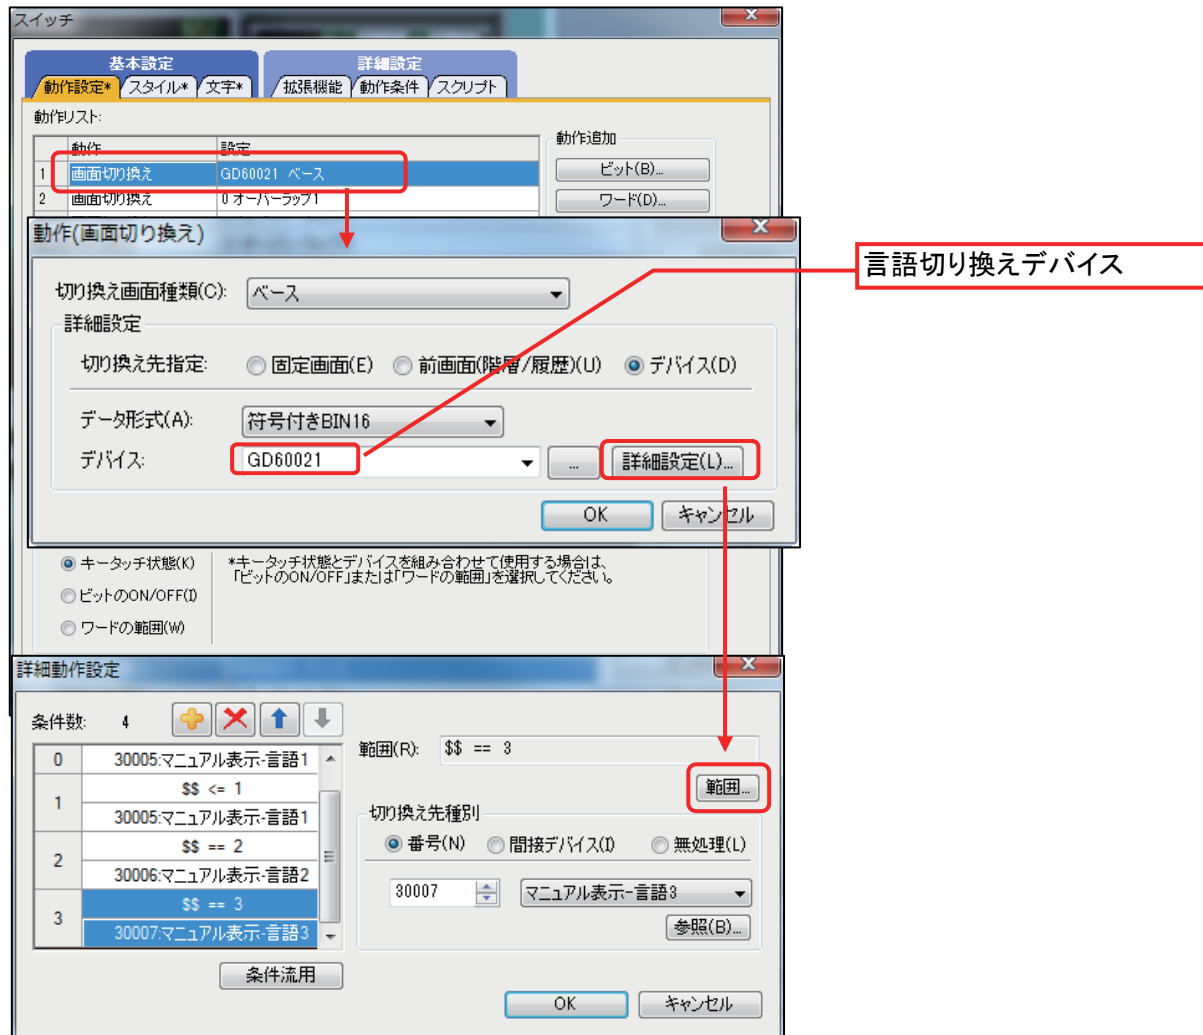 スイッチ
基本設定
詳細設定
動作設定*
スタイル*
文字*
拡張機能
動作条件
スクリプト
動作リスト:
動作
設定
動作追加
1 画面切り換え GD60021 ベース
ビット(B)...
2 画面切り換え 0 オーバーラップ1
ワード(D)...
動作(画面切り換え)
言語切り換えデバイス
切り換え画面種類(C):
ベース
詳細設定
切り換え先指定:
固定画面(E)
前画面(階層/履歴)(U)
デバイス(D)
データ形式(A):
符号付きBIN16
デバイス:
GD60021
...
詳細設定(L)...
OK
キャンセル
キータッチ状態(K)
*キータッチ状態とデバイスを組み合わせて使用する場合は、
「ビットのON/OFF」または「ワードの範囲」を選択してください。
ビットのON/OFF(I)
ワードの範囲(W)
詳細動作設定
条件数: 4
範囲(R): $$ == 3
0 30005:マニュアル表示-言語1
範囲...
1 $$ <= 1
30005:マニュアル表示-言語1
切り換え先種別
番号(N)
間接デバイス(I)
無処理(L)
2 $$ == 2
30006:マニュアル表示-言語2
30007
マニュアル表示-言語3
3 $$ == 3
30007:マニュアル表示-言語3
参照(B)...
条件流用
OK
キャンセル